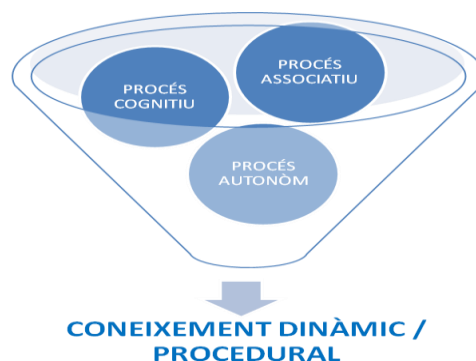 PROCÉS
COGNITIU
PROCÉS
ASSOCIATIU
PROCÉS
AUTONÒM
CONEIXEMENT DINÀMIC /
PROCEDURAL